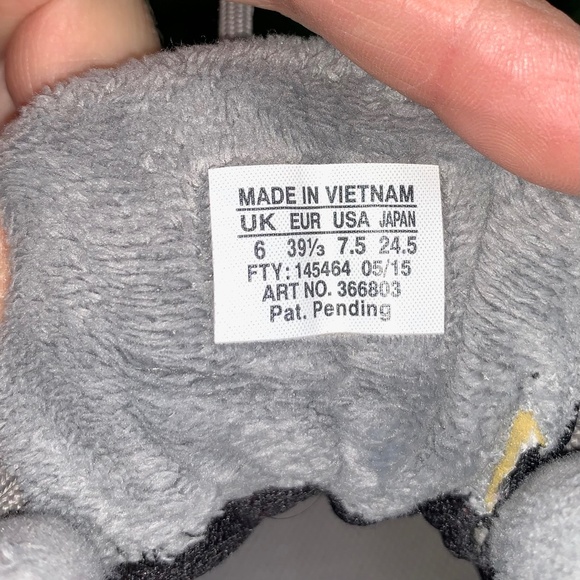 MADE IN VIETNAM
UK EUR USA JAPAN
6 39⅓ 7.5 24.5
FTY: 145464 05/15
ART NO. 366803
Pat. Pending